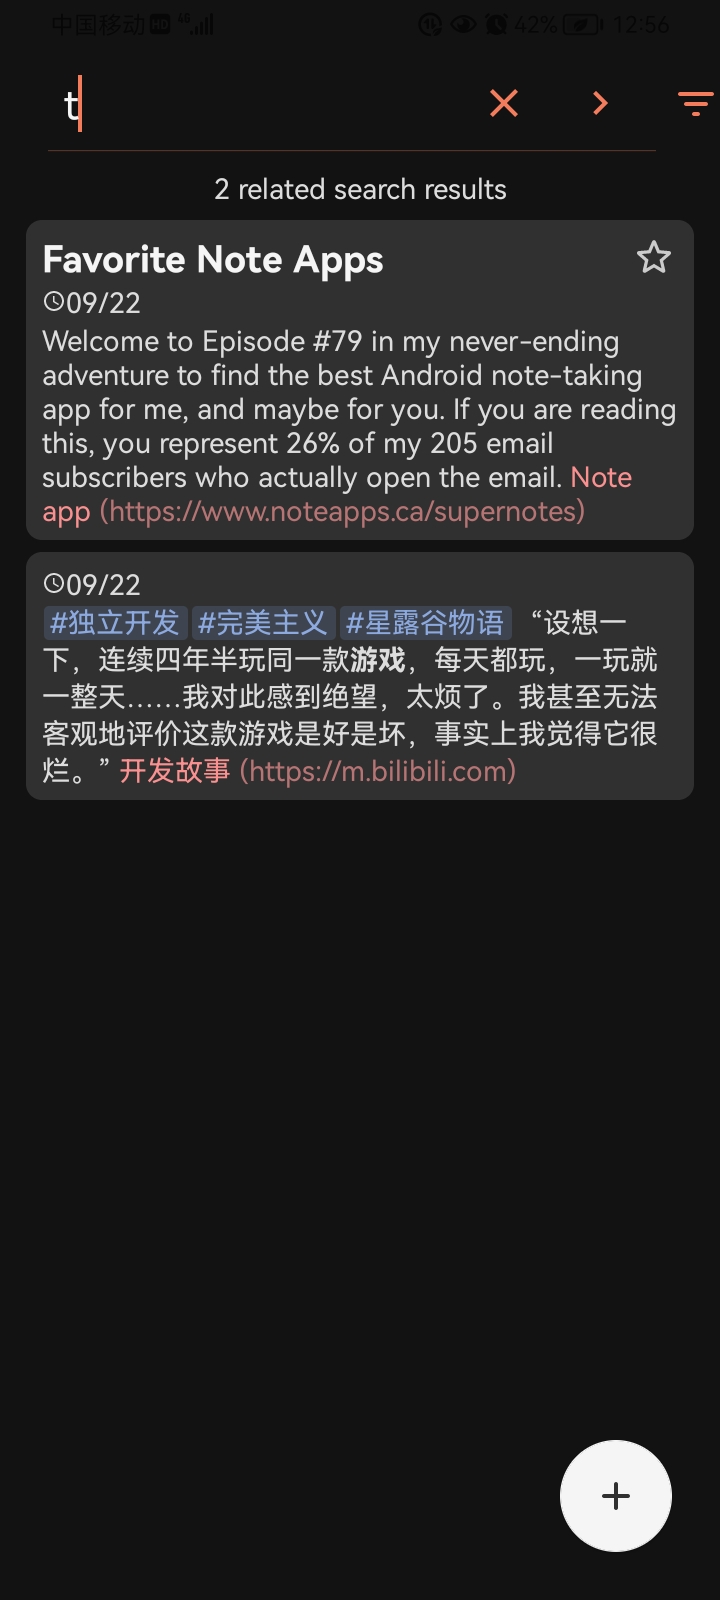 中国移动 HD 4G 42% 12:56
t
2 related search results
Favorite Note Apps
09/22
Welcome to Episode #79 in my never-ending
adventure to find the best Android note-taking
app for me, and maybe for you. If you are reading
this, you represent 26% of my 205 email
subscribers who actually open the email. Note
app (https://www.noteapps.ca/supernotes)
09/22
#独立开发 #完美主义 #星露谷物语 “设想一
下，连续四年半玩同一款游戏，每天都玩，一玩就
一整天……我对此感到绝望，太烦了。我甚至无法
客观地评价这款游戏是好是坏，事实上我觉得它很
烂。” 开发故事 (https://m.bilibili.com)